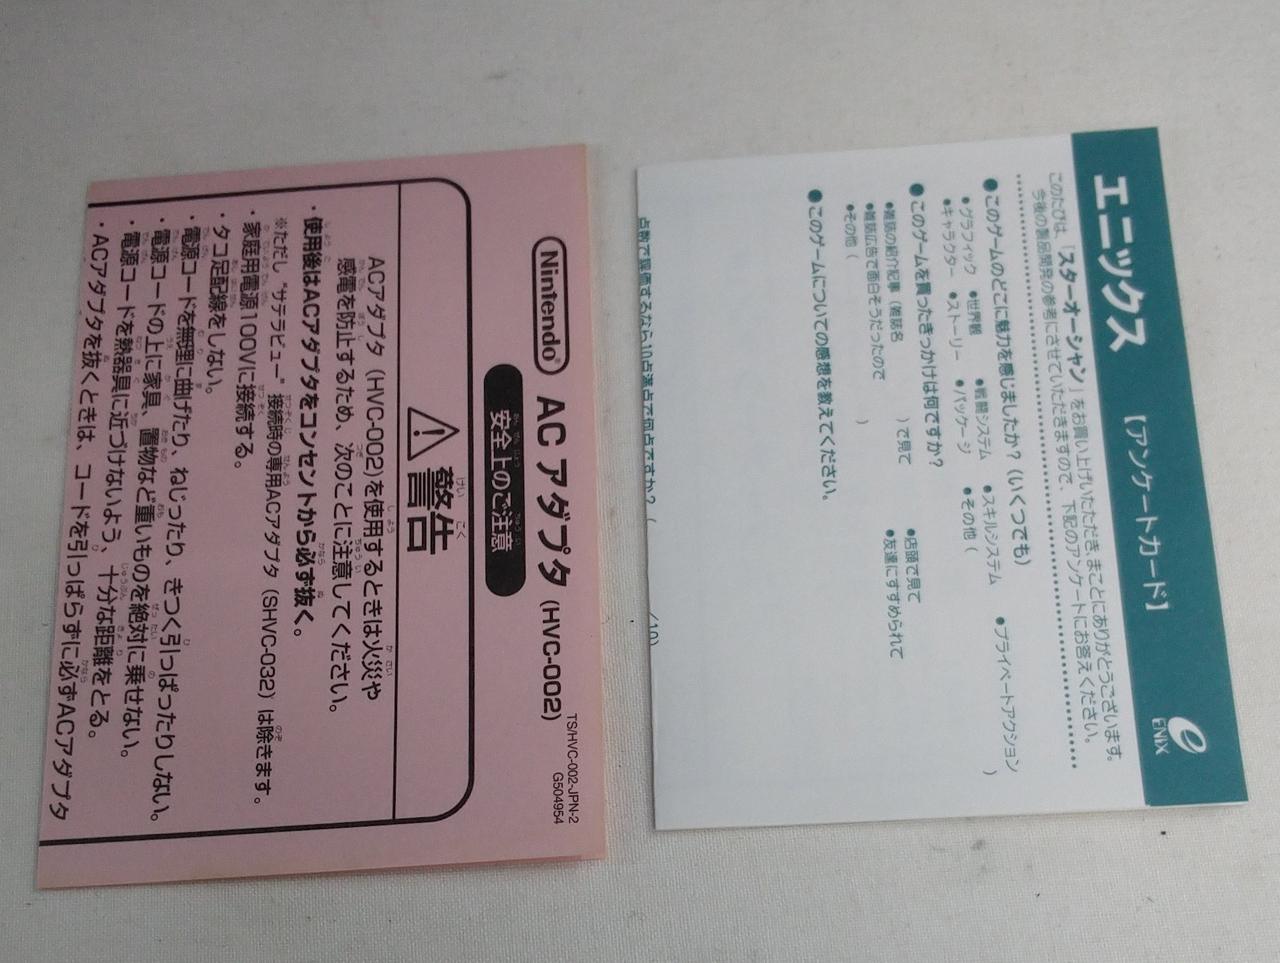 Nintendo® ACアダプタ(HVC-002)
TS/HVC-002-JPN-2
G504954
安全上のご注意
警告
ACアダプタ(HVC-002)を使用するときは火災や
感電を防止するため、次のことに注意してください。
・使用後はACアダプタをコンセントから必ず抜く。
※ただし"サテラビュー"接続時の専用ACアダプタ(SHVC-032)は除きます。
・家庭用電源100Vに接続する。
・タコ足配線をしない。
・電源コードを無理に曲げたり、ねじったり、きつく引っぱったりしない。
・電源コードの上に家具、置物など重いものを絶対に乗せない。
・電源コードを熱器具に近づけないよう、十分な距離をとる。
・ACアダプタを抜くときは、コードを引っぱらずに必ずACアダプタ
エニックス 【アンケートカード】 ENIX
このたびは、「スターオーシャン」をお買い上げいただき、まことにありがとうございます。
今後の製品開発の参考にさせていただきますので、下記のアンケートにお答えください。
●このゲームのどこに魅力を感じましたか?(いくつでも)
●グラフィック ●世界観 ●戦闘システム ●スキルシステム ●プライベートアクション
●キャラクター ●ストーリー ●パッケージ ●その他( )
●このゲームを買ったきっかけは何ですか?
●雑誌の紹介記事(雑誌名 )で見て ●店頭で見て
●雑誌広告で面白そうだったので ●友達にすすめられて
●その他( )
●このゲームについての感想を教えてください。
点数で評価するなら10点満点で何点ですか?( /10)